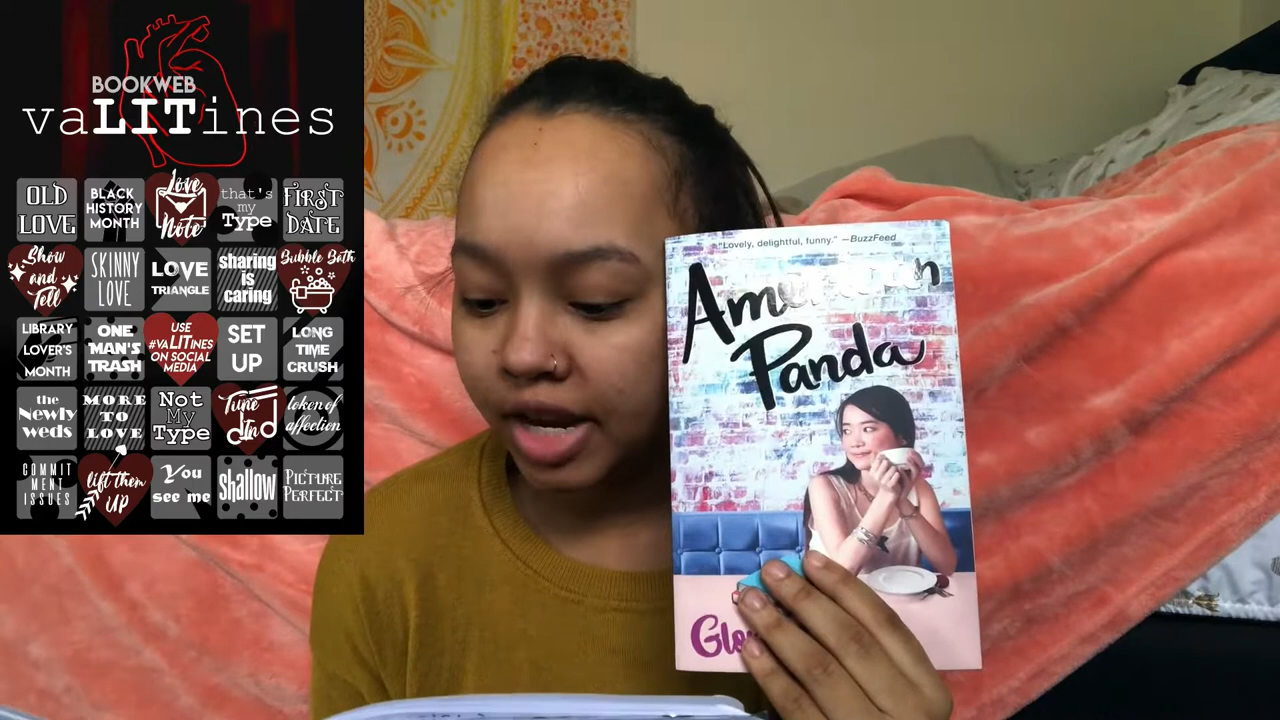 BOOKWEB
vaLITines
OLD
LOVE
BLACK
HISTORY
MONTH
Love
Note
that's
my
Type
FIRST
DATE
Show
and
Tell
SKINNY
LOVE
LOVE
TRIANGLE
sharing
is
caring
Bubble Bath
LIBRARY
LOVER'S
MONTH
ONE
MAN'S
TRASH
USE
#vaLITines
ON SOCIAL
MEDIA
SET
UP
LONG
TIME
CRUSH
the
Newly
weds
MORE
TO
LOVE
Not
My
Type
Tune
In
token of
affection
COMMIT
MENT
ISSUES
lift them
UP
You
see me
shallow
PICTURE
PERFECT
"Lovely, delightful, funny." —BuzzFeed
American
Panda